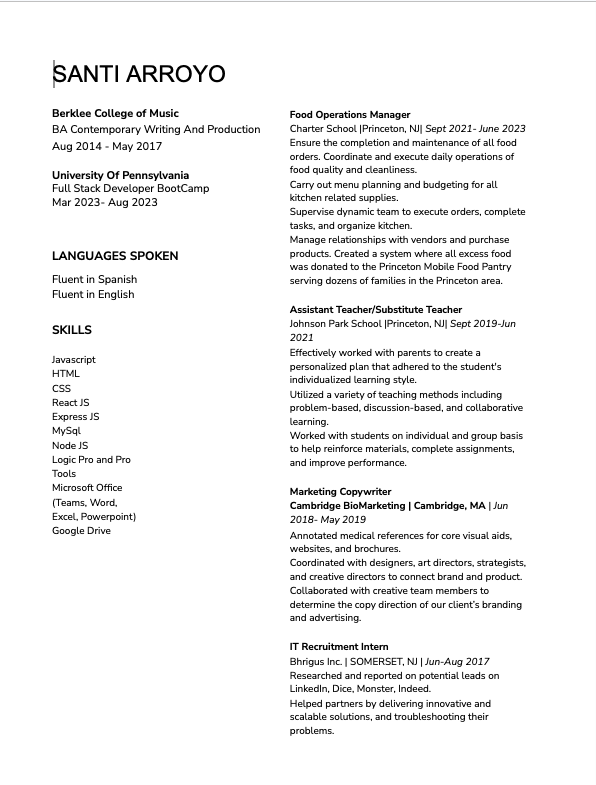 SANTI ARROYO
Berklee College of Music
BA Contemporary Writing And Production
Aug 2014 - May 2017
University Of Pennsylvania
Full Stack Developer BootCamp
Mar 2023- Aug 2023
LANGUAGES SPOKEN
Fluent in Spanish
Fluent in English
SKILLS
Javascript
HTML
CSS
React JS
Express JS
MySql
Node JS
Logic Pro and Pro
Tools
Microsoft Office
(Teams, Word,
Excel, Powerpoint)
Google Drive
Food Operations Manager
Charter School |Princeton, NJ| Sept 2021- June 2023
Ensure the completion and maintenance of all food
orders. Coordinate and execute daily operations of
food quality and cleanliness.
Carry out menu planning and budgeting for all
kitchen related supplies.
Supervise dynamic team to execute orders, complete
tasks, and organize kitchen.
Manage relationships with vendors and purchase
products. Created a system where all excess food
was donated to the Princeton Mobile Food Pantry
serving dozens of families in the Princeton area.
Assistant Teacher/Substitute Teacher
Johnson Park School |Princeton, NJ| Sept 2019-Jun
2021
Effectively worked with parents to create a
personalized plan that adhered to the student's
individualized learning style.
Utilized a variety of teaching methods including
problem-based, discussion-based, and collaborative
learning.
Worked with students on individual and group basis
to help reinforce materials, complete assignments,
and improve performance.
Marketing Copywriter
Cambridge BioMarketing | Cambridge, MA | Jun
2018- May 2019
Annotated medical references for core visual aids,
websites, and brochures.
Coordinated with designers, art directors, strategists,
and creative directors to connect brand and product.
Collaborated with creative team members to
determine the copy direction of our client's branding
and advertising.
IT Recruitment Intern
Bhrigus Inc. | SOMERSET, NJ | Jun-Aug 2017
Researched and reported on potential leads on
LinkedIn, Dice, Monster, Indeed.
Helped partners by delivering innovative and
scalable solutions, and troubleshooting their
problems.